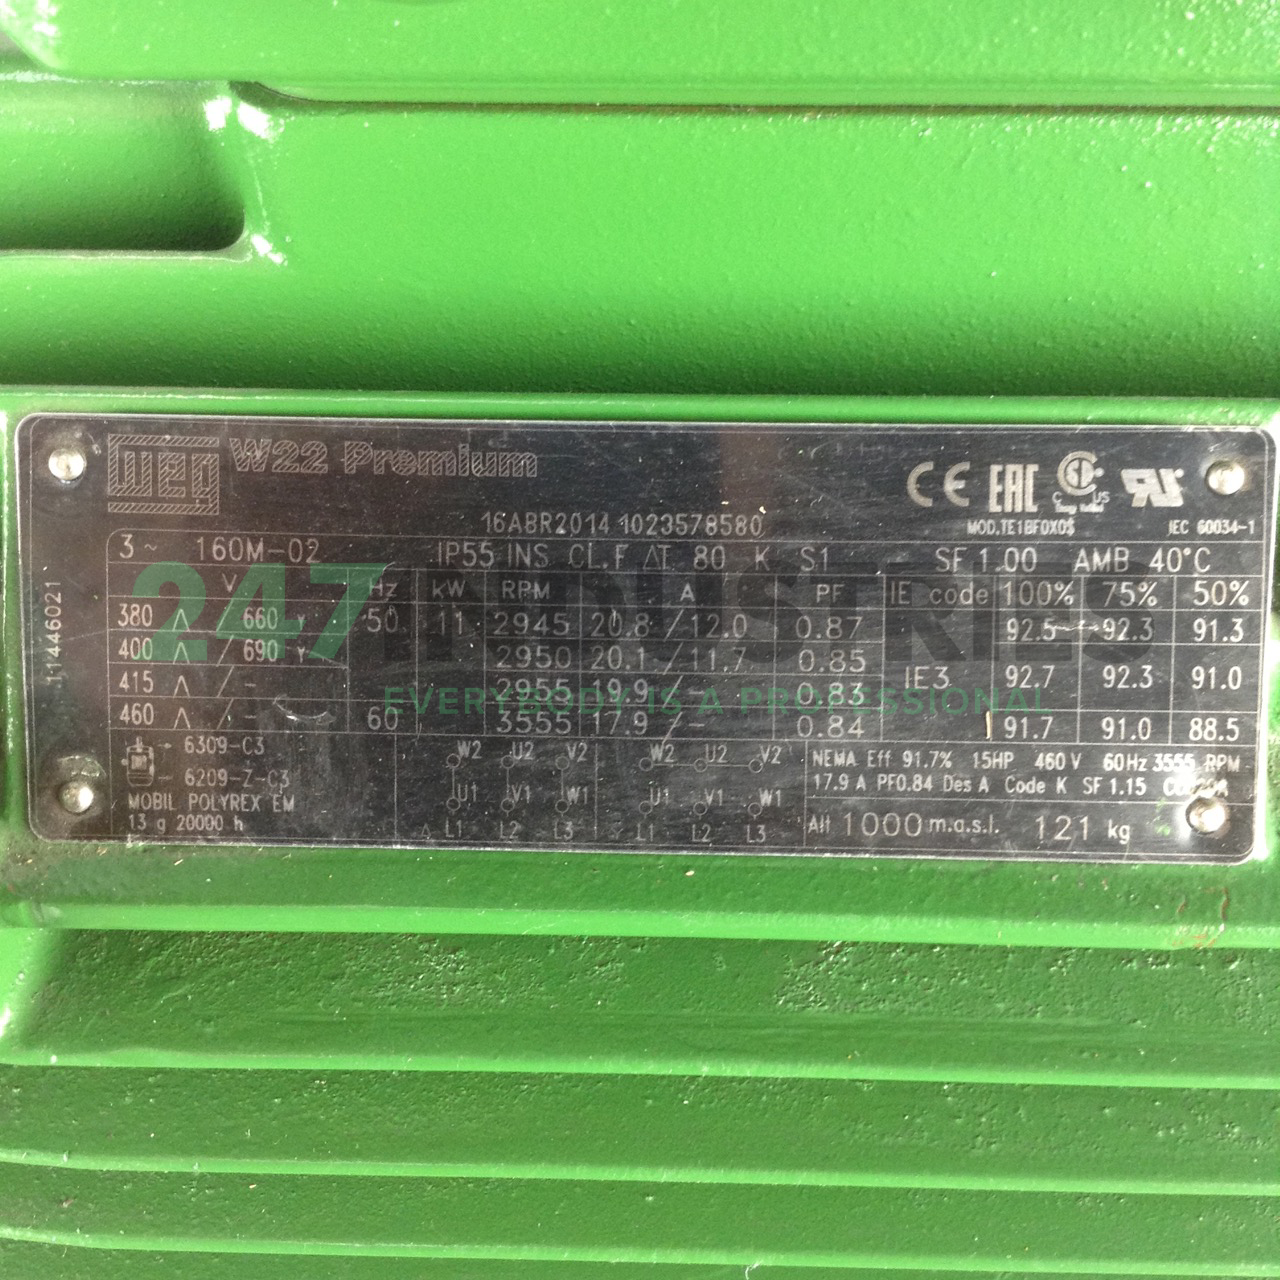 weg W22 Premium
CE EAC C SP US RU
16ABR2014 1023578580
MOD.TE1BF0X0$ IEC 60034-1
3~ 160M-02 IP55 INS CL.F ΔT 80 K S1 SF 1.00 AMB 40°C
V Hz kW RPM A PF IE code 100% 75% 50%
380 Δ / 660 Y 50 11 2945 20.8 / 12.0 0.87 92.5 92.3 91.3
400 Δ / 690 Y 2950 20.1 / 11.7 0.85
415 Δ / - 2955 19.9 / - 0.83 IE3 92.7 92.3 91.0
460 Δ / - 60 3555 17.9 / - 0.84 91.7 91.0 88.5
11446021
6309-C3
6209-Z-C3
MOBIL POLYREX EM
13 g 20000 h
W2 U2 V2 W2 U2 V2
U1 V1 W1 U1 V1 W1
Δ L1 L2 L3 Y L1 L2 L3
NEMA Eff 91.7% 15HP 460 V 60Hz 3555 RPM
17.9 A PF0.84 Des A Code K SF 1.15 CC029A
Alt 1000 m.a.s.l. 121 kg
247 INDUSTRIES
EVERYBODY IS A PROFESSIONAL